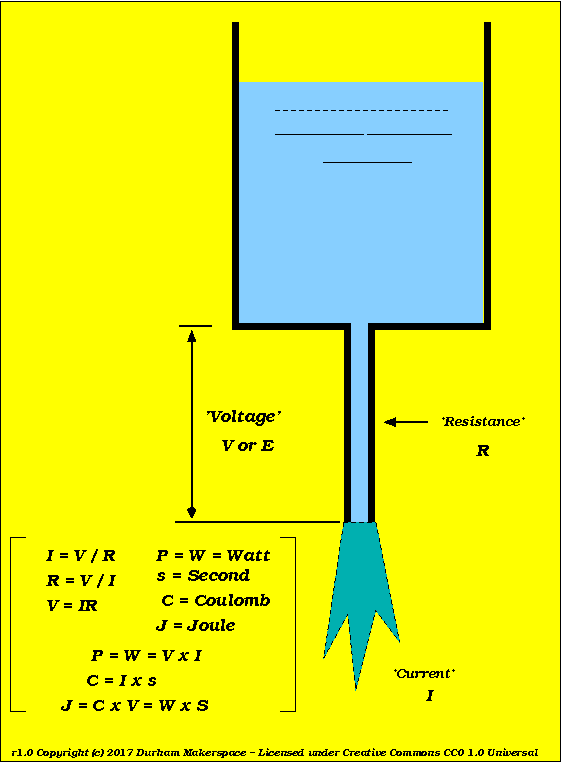 'Voltage'
V or E
'Resistance'
R
I = V / R
R = V / I
V = IR
P = W = Watt
s = Second
C = Coulomb
J = Joule
P = W = V x I
C = I x s
J = C x V = W x S
'Current'
I
r1.0 Copyright (c) 2017 Durham Makerspace – Licensed under Creative Commons CC0 1.0 Universal